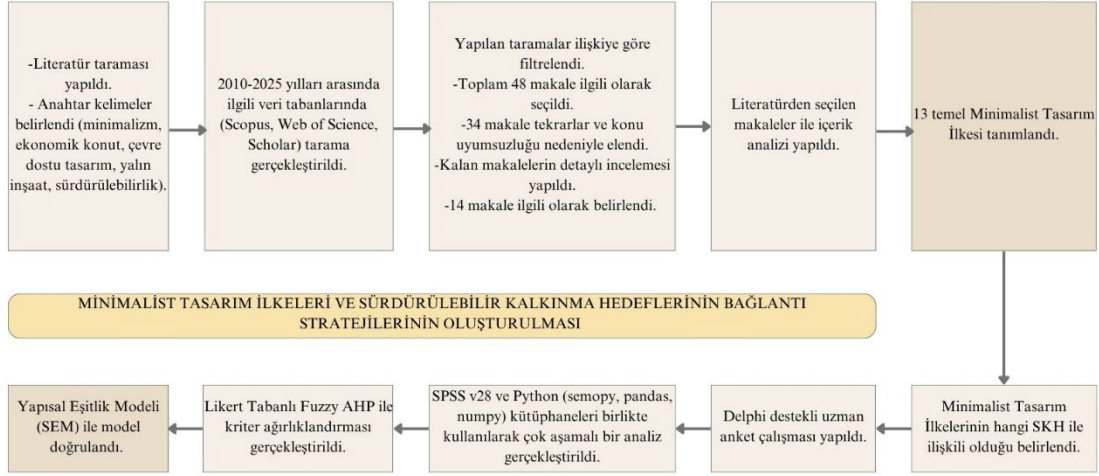 -Literatür taraması
yapıldı.
- Anahtar kelimeler
belirlendi (minimalizm,
ekonomik konut, çevre
dostu tasarım, yalın
inşaat, sürdürülebilirlik).
2010-2025 yılları arasında
ilgili veri tabanlarında
(Scopus, Web of Science,
Scholar) tarama
gerçekleştirildi.
Yapılan taramalar ilişkiye göre
filtrelendi.
-Toplam 48 makale ilgili olarak
seçildi.
-34 makale tekrarlar ve konu
uyumsuzluğu nedeniyle elendi.
-Kalan makalelerin detaylı incelemesi
yapıldı.
-14 makale ilgili olarak belirlendi.
Literatürden seçilen
makaleler ile içerik
analizi yapıldı.
13 temel Minimalist Tasarım
İlkesi tanımlandı.
MİNİMALİST TASARIM İLKELERİ VE SÜRDÜRÜLEBİLİR KALKINMA HEDEFLERİNİN BAĞLANTI
STRATEJİLERİNİN OLUŞTURULMASI
Yapısal Eşitlik Modeli
(SEM) ile model
doğrulandı.
Likert Tabanlı Fuzzy AHP ile
kriter ağırlıklandırması
gerçekleştirildi.
SPSS v28 ve Python (semopy, pandas,
numpy) kütüphaneleri birlikte
kullanılarak çok aşamalı bir analiz
gerçekleştirildi.
Delphi destekli uzman
anket çalışması yapıldı.
Minimalist Tasarım
İlkelerinin hangi SKH ile
ilişkili olduğu belirlendi.